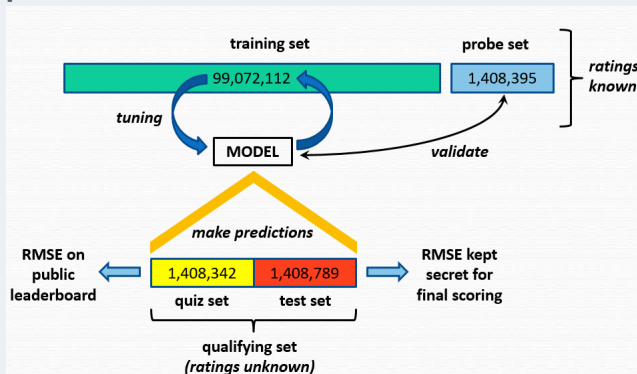 training set
probe set
99,072,112
1,408,395
ratings
known
tuning
MODEL
validate
make predictions
RMSE on
public
leaderboard
1,408,342
1,408,789
RMSE kept
secret for
final scoring
quiz set
test set
qualifying set
(ratings unknown)